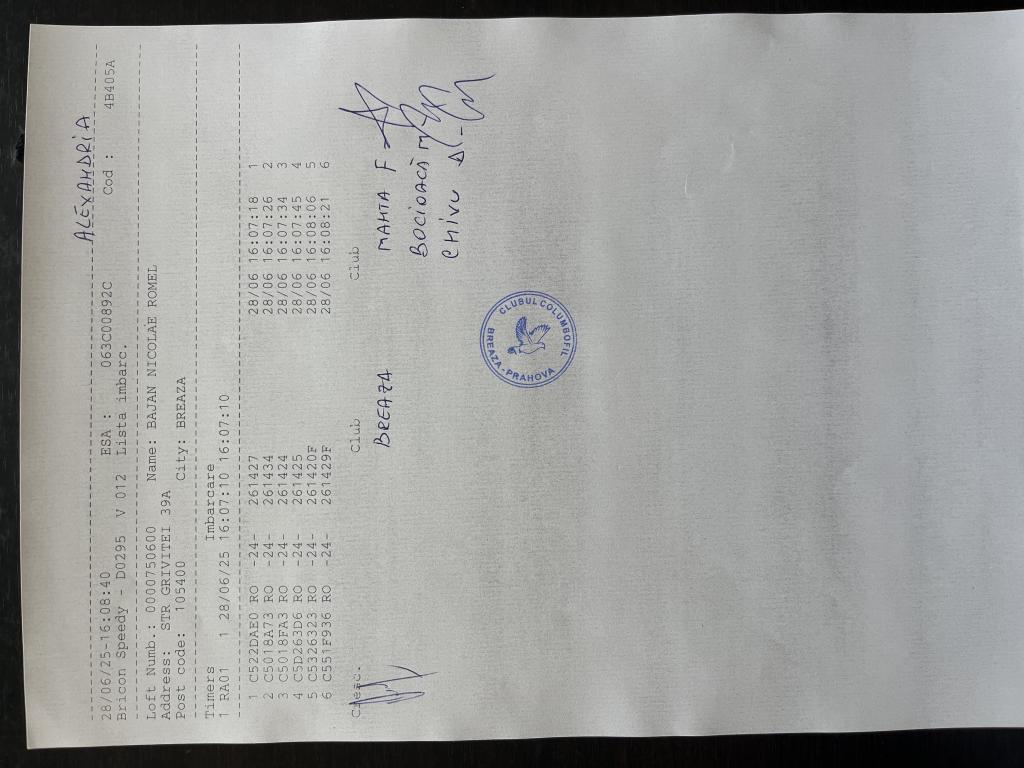 ALEXANDRIA
--------------------------------------------------------------------------------
28/06/25-16:08:40 ESA : 063C00892C Cod : 4B405A
Bricon Speedy - D0295 V 012 Lista imbarc.
--------------------------------------------------------------------------------
Loft Numb.: 0000750600 Name: BAJAN NICOLAE ROMEL
Address: STR GRIVITEI 39A
Post code: 105400 City: BREAZA
--------------------------------------------------------------------------------
Timers Imbarcare
1 RA01 1 28/06/25 16:07:10 16:07:10
--------------------------------------------------------------------------------
1 C522DAE0 RO -24- 261427 28/06 16:07:18 1
2 C5018A73 RO -24- 261434 28/06 16:07:26 2
3 C5018FA3 RO -24- 261424 28/06 16:07:34 3
4 C5D263D6 RO -24- 261425 28/06 16:07:45 4
5 C5326323 RO -24- 261420F 28/06 16:08:06 5
6 C551F936 RO -24- 261429F 28/06 16:08:21 6
Cresc. Club Club
BREAZA MANTA F
BOCIOACĂ
CHIVU
CLUBUL COLUMBOFIL
BREAZA-PRAHOVA